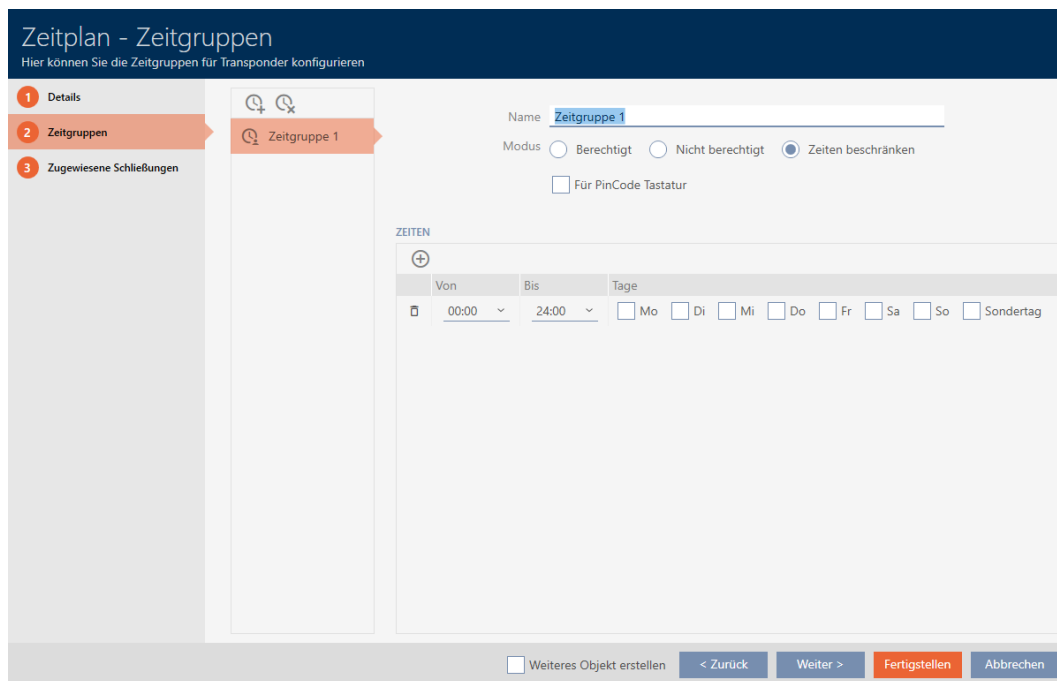 Zeitplan - Zeitgruppen
Hier können Sie die Zeitgruppen für Transponder konfigurieren
1 Details
2 Zeitgruppen
3 Zugewiesene Schließungen
Zeitgruppe 1
Name Zeitgruppe 1
Modus Berechtigt Nicht berechtigt Zeiten beschränken
Für PinCode Tastatur
ZEITEN
Von Bis Tage
00:00 24:00 Mo Di Mi Do Fr Sa So Sondertag
Weiteres Objekt erstellen < Zurück Weiter > Fertigstellen Abbrechen